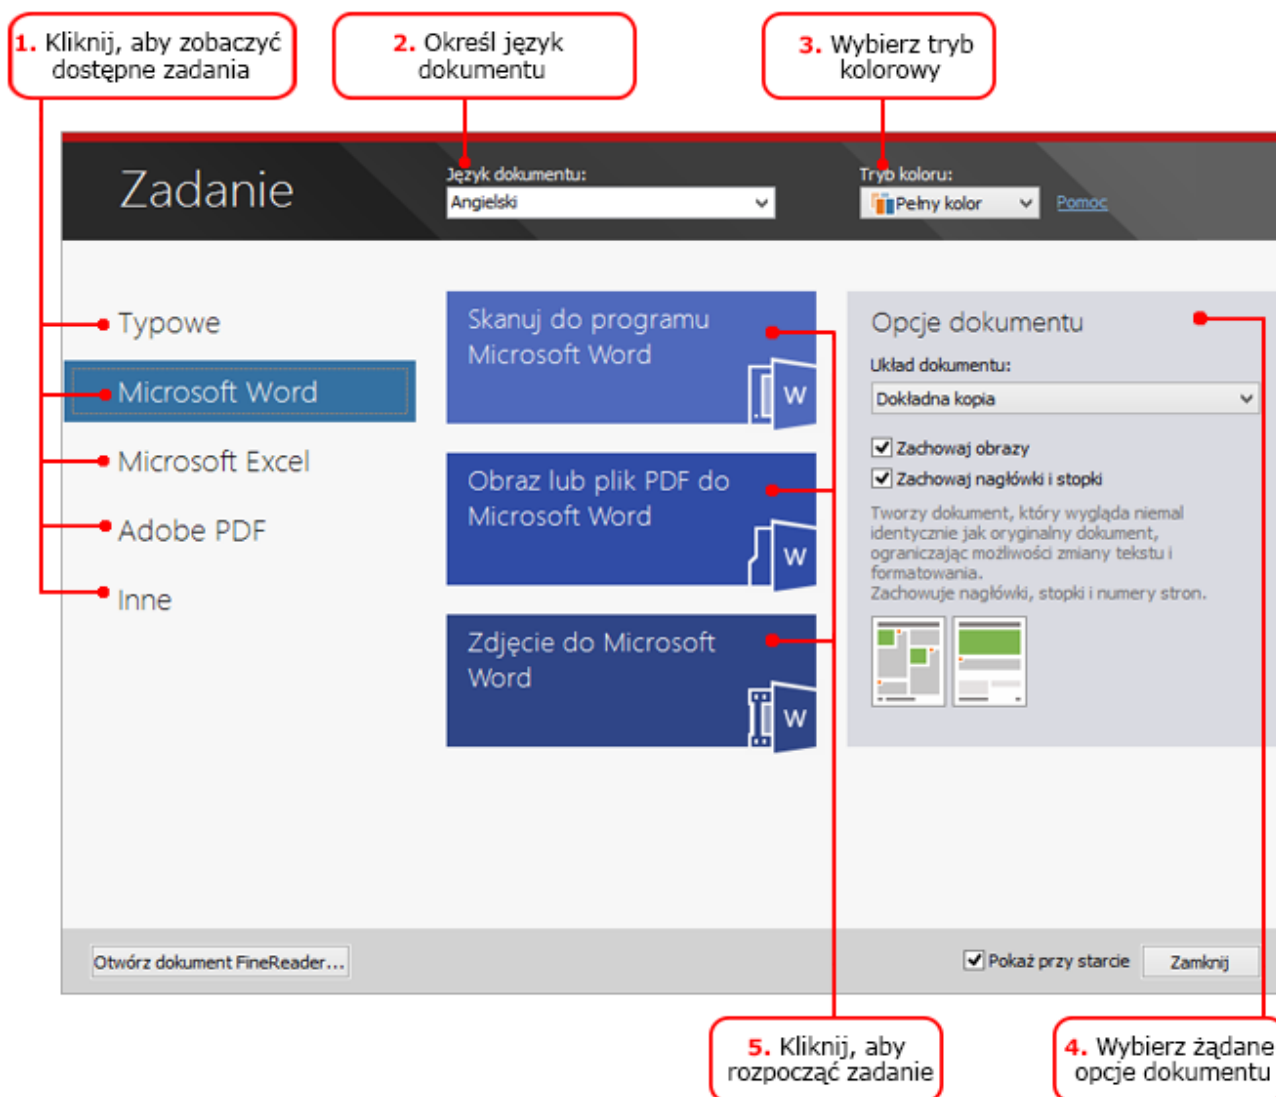 1. Kliknij, aby zobaczyć
dostępne zadania
2. Określ język
dokumentu
3. Wybierz tryb
kolorowy
Zadanie
Język dokumentu:
Angielski
Tryb koloru:
Pełny kolor
Pomoc
Typowe
Microsoft Word
Microsoft Excel
Adobe PDF
Inne
Skanuj do programu
Microsoft Word
W
Obraz lub plik PDF do
Microsoft Word
W
Zdjęcie do Microsoft
Word
W
Opcje dokumentu
Układ dokumentu:
Dokładna kopia
Zachowaj obrazy
Zachowaj nagłówki i stopki
Tworzy dokument, który wygląda niemal
identycznie jak oryginalny dokument,
ograniczając możliwości zmiany tekstu i
formatowania.
Zachowuje nagłówki, stopki i numery stron.
Otwórz dokument FineReader...
Pokaż przy starcie
Zamknij
5. Kliknij, aby
rozpocząć zadanie
4. Wybierz żądane
opcje dokumentu